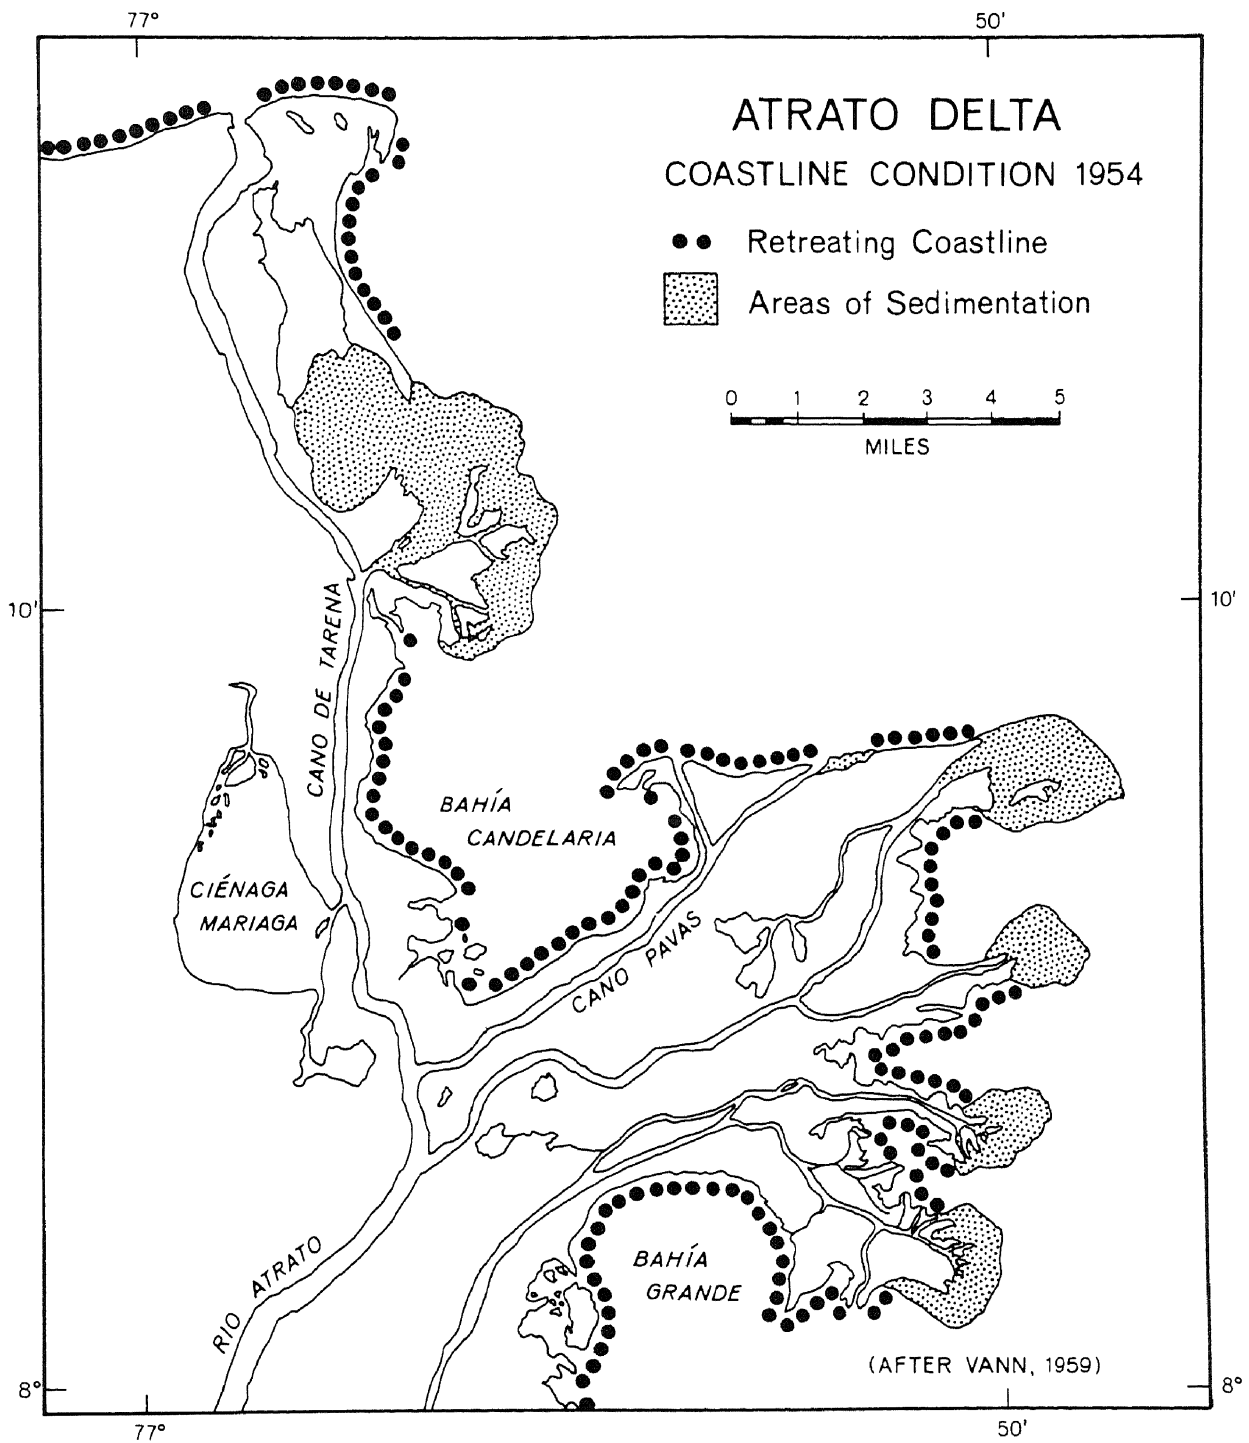 77° 50'
ATRATO DELTA
COASTLINE CONDITION 1954
Retreating Coastline
Areas of Sedimentation
0 1 2 3 4 5
MILES
10' 10'
CANO DE TARENA
BAHÍA
CANDELARIA
CIÉNAGA
MARIAGA
CANO PAVAS
RIO ATRATO
BAHÍA
GRANDE
(AFTER VANN, 1959)
8° 8°
77° 50'